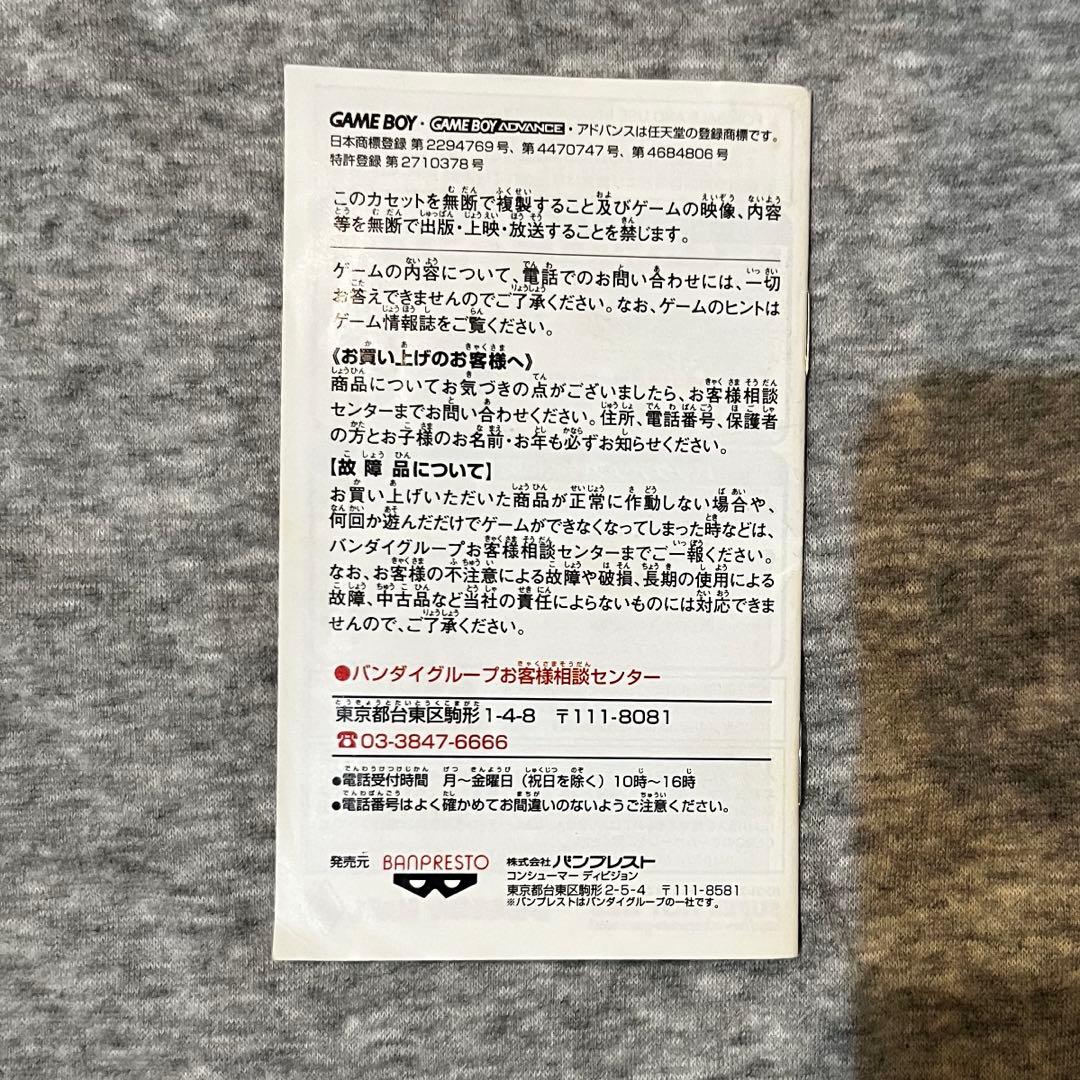 GAME BOY・GAME BOY ADVANCE・アドバンスは任天堂の登録商標です。
日本商標登録 第2294769号、第4470747号、第4684806号
特許登録 第2710378号
このカセットを無断で複製すること及びゲームの映像、内容
等を無断で出版・上映・放送することを禁じます。
ゲームの内容について、電話でのお問い合わせには、一切
お答えできませんのでご了承ください。なお、ゲームのヒントは
ゲーム情報誌をご覧ください。
《お買い上げのお客様へ》
商品についてお気づきの点がございましたら、お客様相談
センターまでお問い合わせください。住所、電話番号、保護者
の方とお子様のお名前・お年も必ずお知らせください。
【故障品について】
お買い上げいただいた商品が正常に作動しない場合や、
何回か遊んだだけでゲームができなくなってしまった時などは、
バンダイグループお客様相談センターまでご一報ください。
なお、お客様の不注意による故障や破損、長期の使用による
故障、中古品など当社の責任によらないものには対応できま
せんので、ご了承ください。
●バンダイグループお客様相談センター
東京都台東区駒形1-4-8 〒111-8081
☎03-3847-6666
●電話受付時間 月〜金曜日(祝日を除く)10時〜16時
●電話番号はよく確かめてお間違いのないようご注意ください。
発売元 BANPRESTO 株式会社 バンプレスト
コンシューマー ディビジョン
東京都台東区駒形2-5-4 〒111-8581
※バンプレストはバンダイグループの一社です。